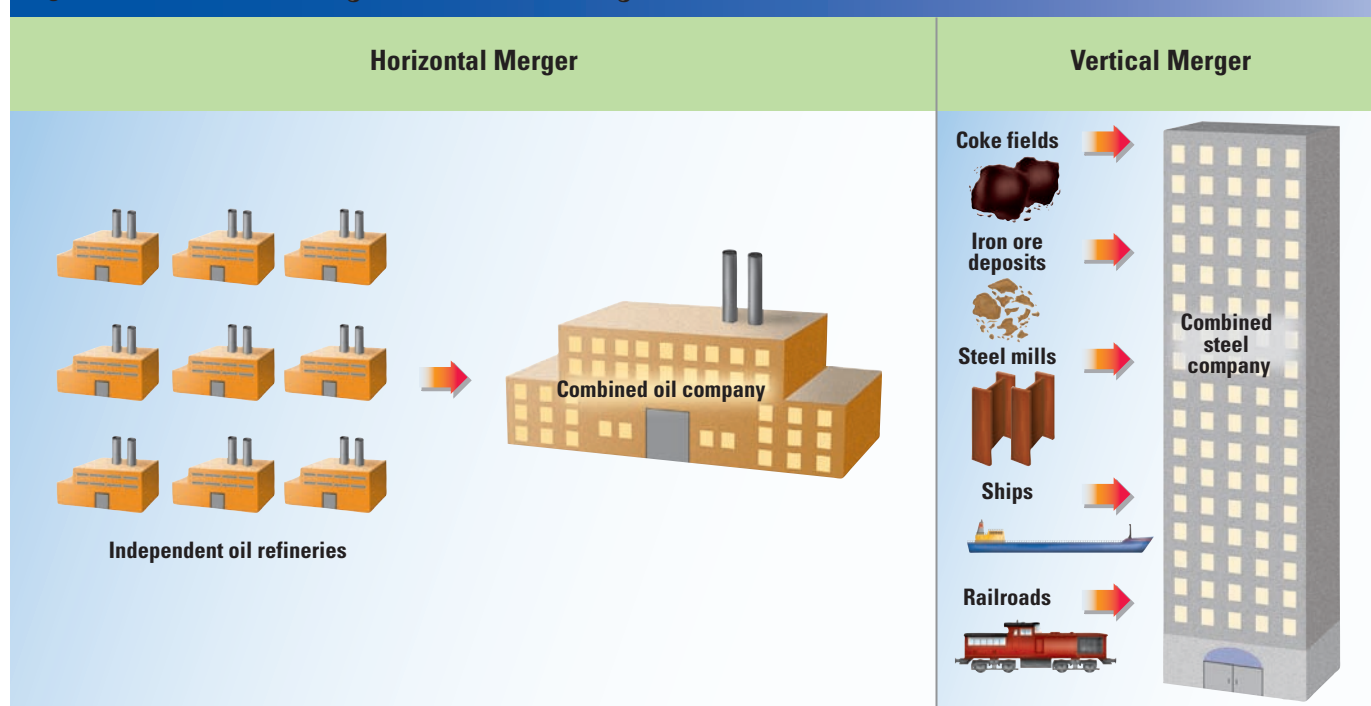 Horizontal Merger
Independent oil refineries
Combined oil company
Vertical Merger
Coke fields
Iron ore
deposits
Steel mills
Ships
Railroads
Combined
steel
company